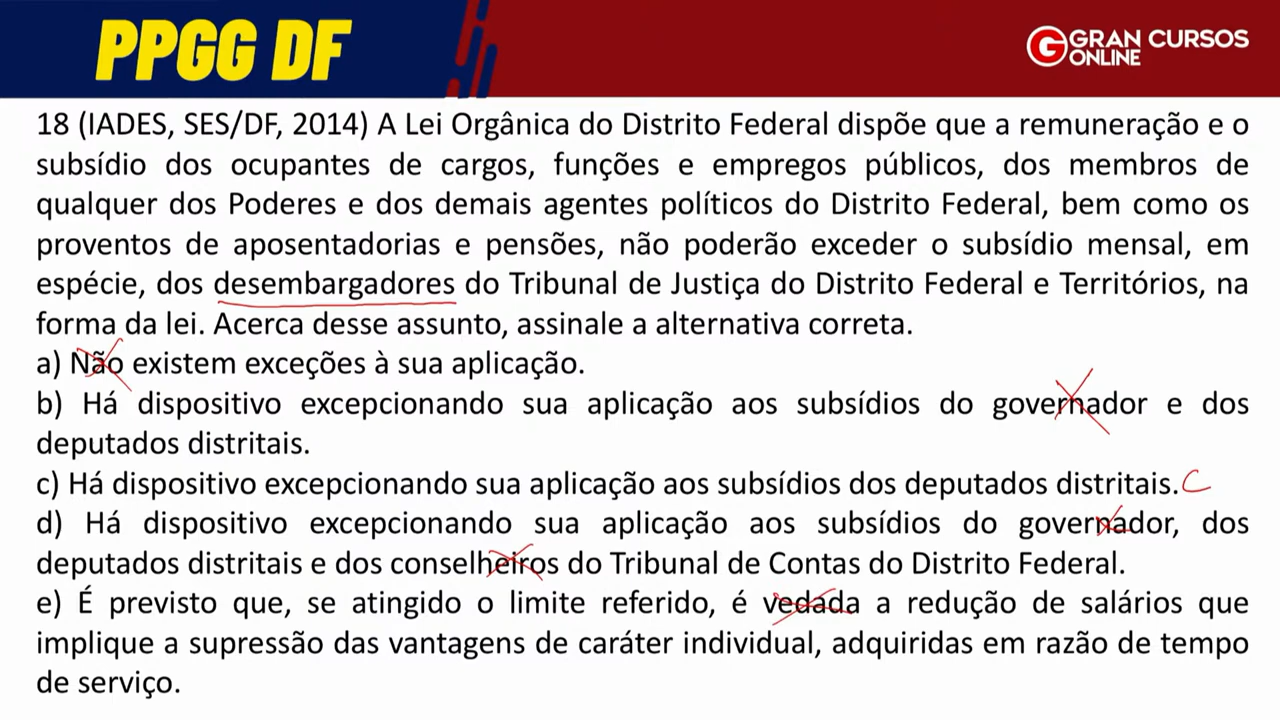 PPGG DF
GRAN CURSOS
ONLINE
18 (IADES, SES/DF, 2014) A Lei Orgânica do Distrito Federal dispõe que a remuneração e o
subsídio dos ocupantes de cargos, funções e empregos públicos, dos membros de
qualquer dos Poderes e dos demais agentes políticos do Distrito Federal, bem como os
proventos de aposentadorias e pensões, não poderão exceder o subsídio mensal, em
espécie, dos desembargadores do Tribunal de Justiça do Distrito Federal e Territórios, na
forma da lei. Acerca desse assunto, assinale a alternativa correta.
a) Não existem exceções à sua aplicação.
b) Há dispositivo excepcionando sua aplicação aos subsídios do governador e dos
deputados distritais.
c) Há dispositivo excepcionando sua aplicação aos subsídios dos deputados distritais. C
d) Há dispositivo excepcionando sua aplicação aos subsídios do governador, dos
deputados distritais e dos conselheiros do Tribunal de Contas do Distrito Federal.
e) É previsto que, se atingido o limite referido, é vedada a redução de salários que
implique a supressão das vantagens de caráter individual, adquiridas em razão de tempo
de serviço.